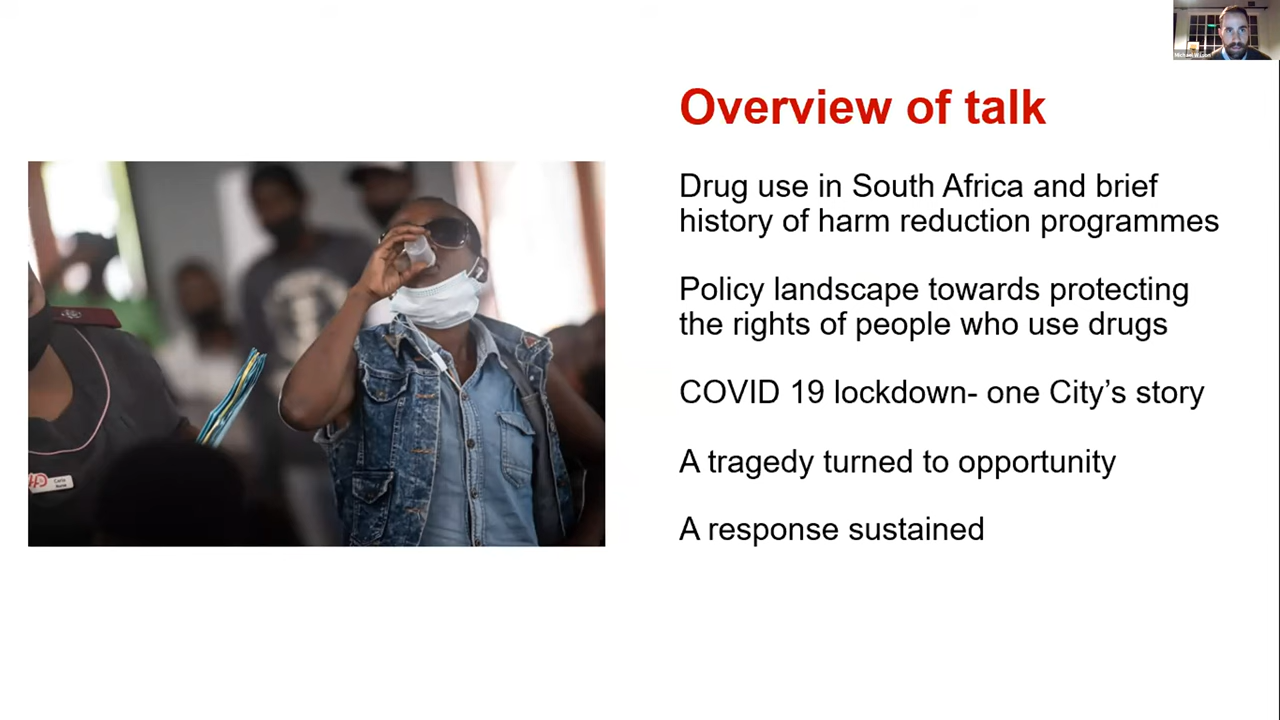 Overview of talk
Drug use in South Africa and brief
history of harm reduction programmes
Policy landscape towards protecting
the rights of people who use drugs
COVID 19 lockdown- one City’s story
A tragedy turned to opportunity
A response sustained